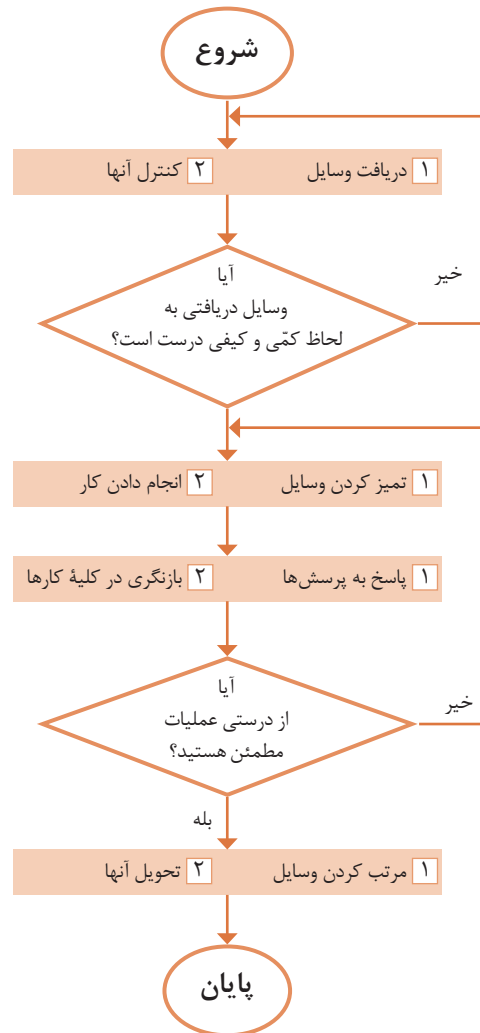 شروع
۱ دریافت وسایل ۲ کنترل آنها
آیا
وسایل دریافتی به
لحاظ کمّی و کیفی درست است؟
خیر
۱ تمیز کردن وسایل ۲ انجام دادن کار
۱ پاسخ به پرسش‌ها ۲ بازنگری در کلیهٔ کارها
آیا
از درستی عملیات
مطمئن هستید؟
خیر
بله
۱ مرتب کردن وسایل ۲ تحویل آنها
پایان